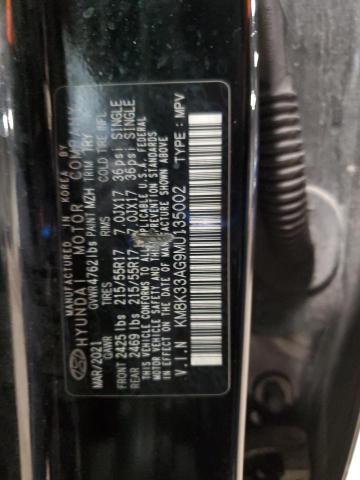 MANUFACTURED IN KOREA BY
HYUNDAI MOTOR COMPANY
GVWR 4762lbs PAINT MZH TRIM TRY
MAR/2021 GAWR TIRES RIMS COLD TIRE INFL.
FRONT 2425 lbs 215/55R17 7.0JX17 36psi SINGLE
REAR 2469 lbs 215/55R17 7.0JX17 36psi SINGLE
THIS VEHICLE CONFORMS TO ALL APPLICABLE U.S.A. FEDERAL
MOTOR VEHICLE SAFETY, BUMPER, AND THEFT PREVENTION STANDARDS
IN EFFECT ON THE DATE OF MANUFACTURE SHOWN ABOVE.
V.I.N KM8K33AG9MU135002 TYPE: MPV